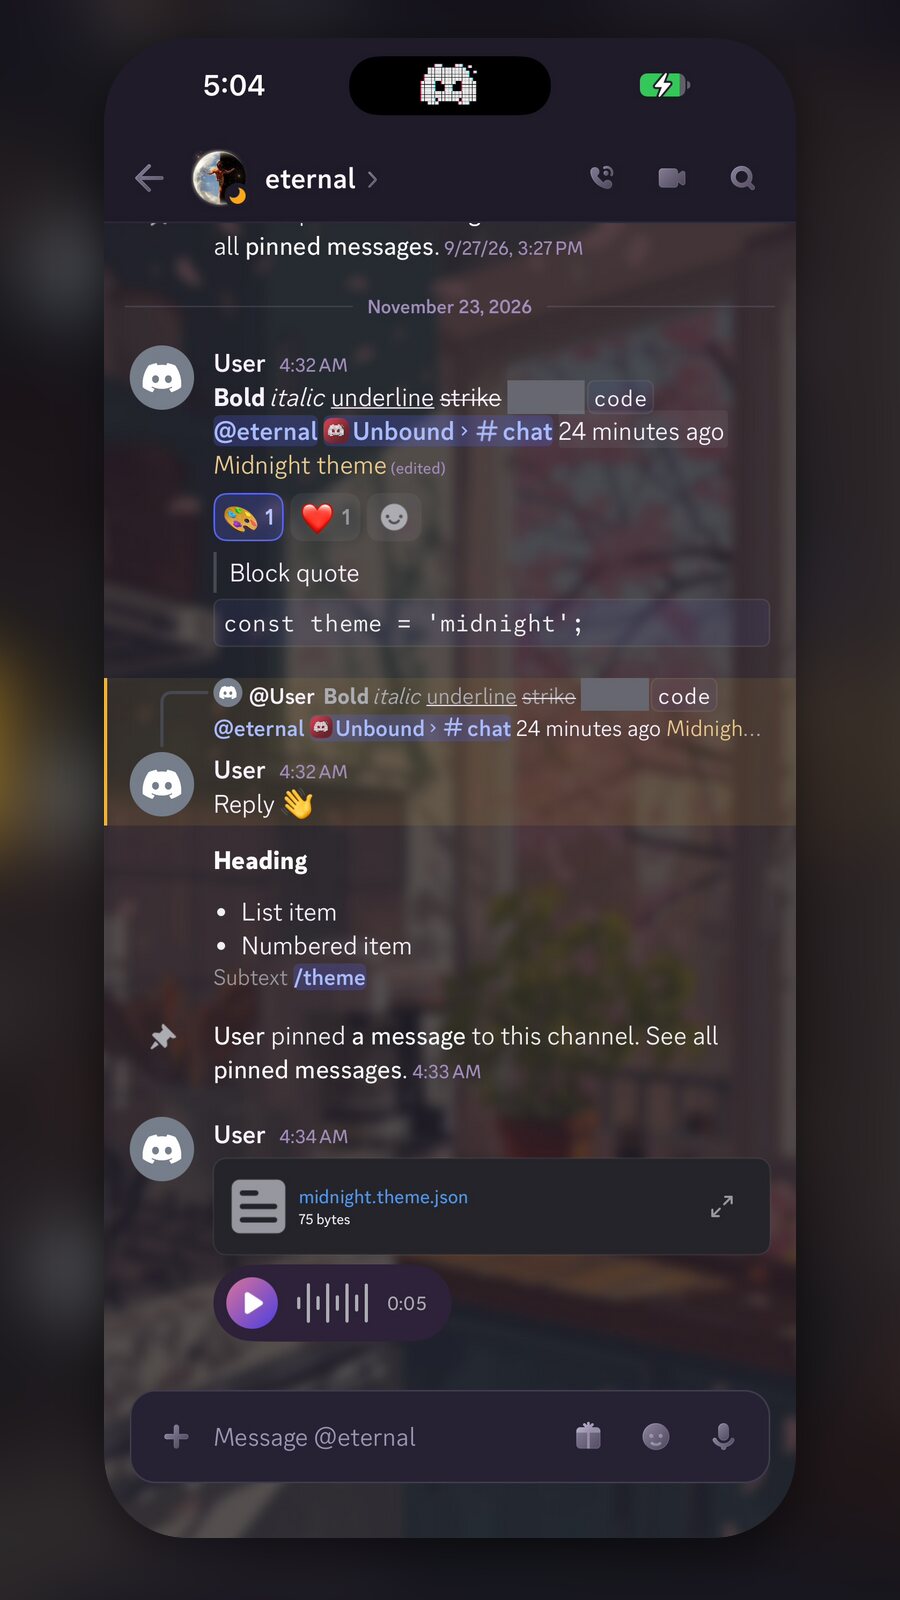 5:04
eternal
all pinned messages. 9/27/26, 3:27 PM
November 23, 2026
User 4:32 AM
Bold italic underline strike code
@eternal Unbound › # chat 24 minutes ago
Midnight theme (edited)
1 1
Block quote
const theme = 'midnight';
@User Bold italic underline strike code
@eternal Unbound › # chat 24 minutes ago Midnigh...
User 4:32 AM
Reply 👋
Heading
• List item
• Numbered item
Subtext /theme
User pinned a message to this channel. See all
pinned messages. 4:33 AM
User 4:34 AM
midnight.theme.json
75 bytes
0:05
Message @eternal